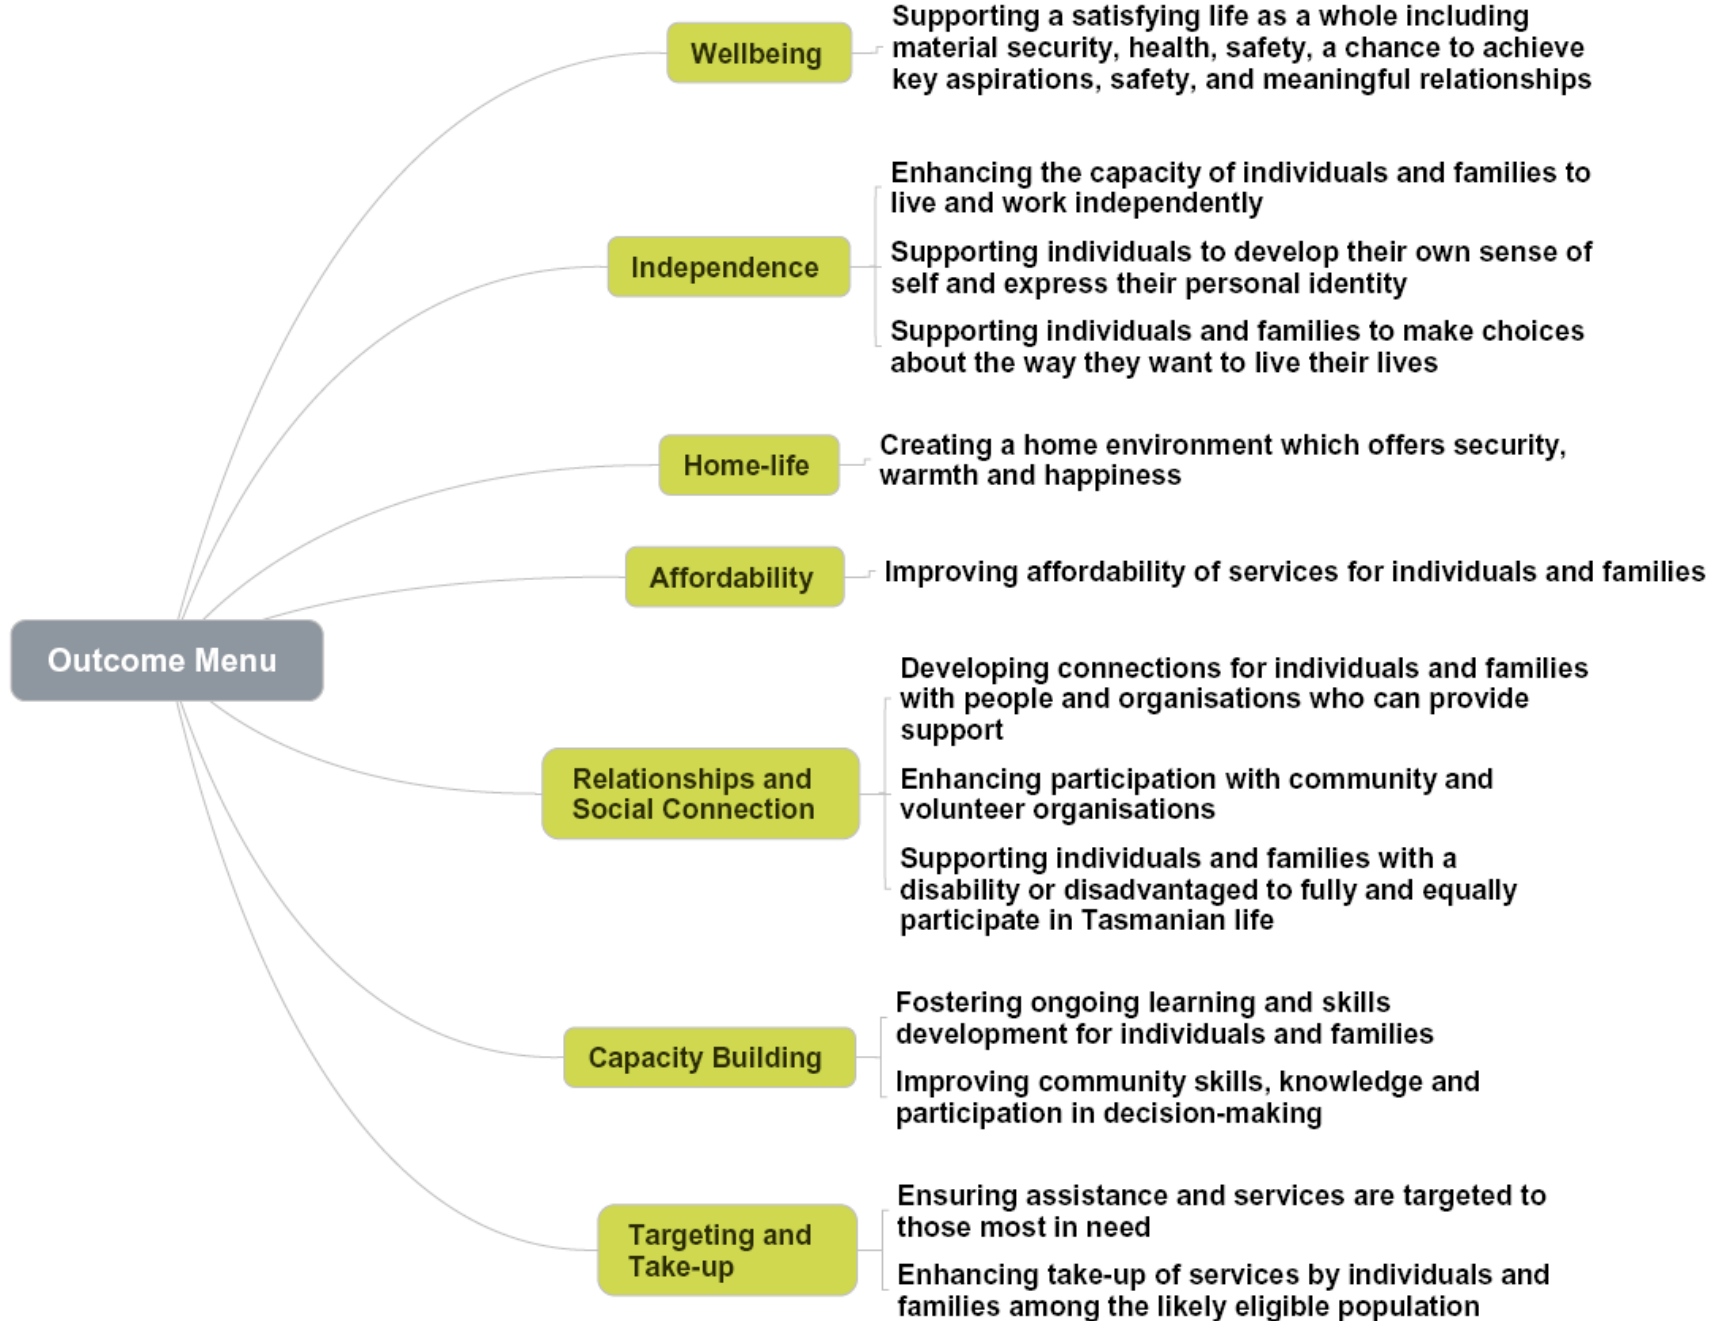 Outcome Menu
Wellbeing
Supporting a satisfying life as a whole including
material security, health, safety, a chance to achieve
key aspirations, safety, and meaningful relationships
Independence
Enhancing the capacity of individuals and families to
live and work independently
Supporting individuals to develop their own sense of
self and express their personal identity
Supporting individuals and families to make choices
about the way they want to live their lives
Home-life
Creating a home environment which offers security,
warmth and happiness
Affordability
Improving affordability of services for individuals and families
Relationships and
Social Connection
Developing connections for individuals and families
with people and organisations who can provide
support
Enhancing participation with community and
volunteer organisations
Supporting individuals and families with a
disability or disadvantaged to fully and equally
participate in Tasmanian life
Capacity Building
Fostering ongoing learning and skills
development for individuals and families
Improving community skills, knowledge and
participation in decision-making
Targeting and
Take-up
Ensuring assistance and services are targeted to
those most in need
Enhancing take-up of services by individuals and
families among the likely eligible population